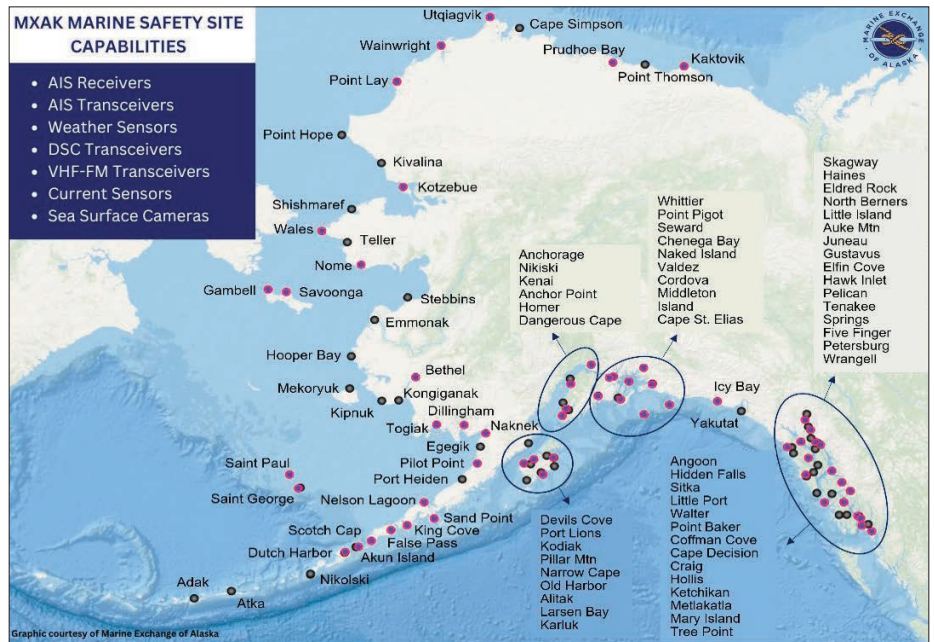 MXAK MARINE SAFETY SITE
CAPABILITIES
• AIS Receivers
• AIS Transceivers
• Weather Sensors
• DSC Transceivers
• VHF-FM Transceivers
• Current Sensors
• Sea Surface Cameras
MARINE EXCHANGE
OF ALASKA
Utqiagvik
Cape Simpson
Wainwright
Prudhoe Bay
Kaktovik
Point Lay
Point Thomson
Point Hope
Kivalina
Kotzebue
Shishmaref
Wales
Teller
Nome
Gambell
Savoonga
Stebbins
Emmonak
Hooper Bay
Bethel
Mekoryuk
Kongiganak
Kipnuk
Dillingham
Togiak
Naknek
Egegik
Pilot Point
Port Heiden
Saint Paul
Saint George
Nelson Lagoon
Sand Point
Scotch Cap
King Cove
False Pass
Dutch Harbor
Akun Island
Nikolski
Adak
Atka
Anchorage
Nikiski
Kenai
Anchor Point
Homer
Dangerous Cape
Whittier
Point Pigot
Seward
Chenega Bay
Naked Island
Valdez
Cordova
Middleton
Island
Cape St. Elias
Icy Bay
Yakutat
Skagway
Haines
Eldred Rock
North Berners
Little Island
Auke Mtn
Juneau
Gustavus
Elfin Cove
Hawk Inlet
Pelican
Tenakee
Springs
Five Finger
Petersburg
Wrangell
Devils Cove
Port Lions
Kodiak
Pillar Mtn
Narrow Cape
Old Harbor
Alitak
Larsen Bay
Karluk
Angoon
Hidden Falls
Sitka
Little Port
Walter
Point Baker
Coffman Cove
Cape Decision
Craig
Hollis
Ketchikan
Metlakatla
Mary Island
Tree Point
Graphic courtesy of Marine Exchange of Alaska